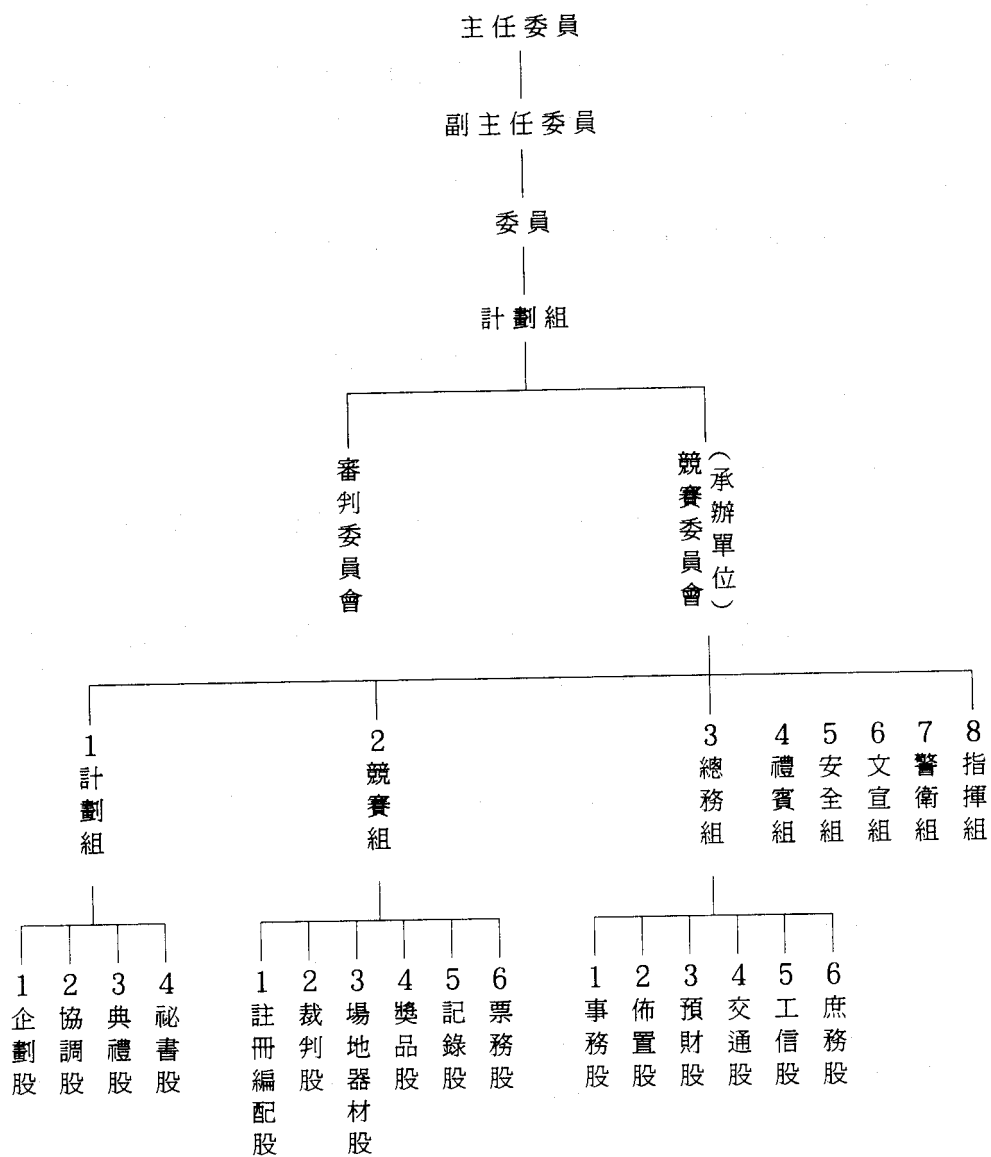 主任委員
副主任委員
委員
計劃組
審判委員會
競賽委員會
（承辦單位）
1計劃組
2競賽組
3總務組
4禮賓組
5安全組
6文宣組
7警衛組
8指揮組
1企劃股
2協調股
3典禮股
4祕書股
1註冊編配股
2裁判股
3場地器材股
4獎品股
5記錄股
6票務股
1事務股
2佈置股
3預財股
4交通股
5工信股
6庶務股